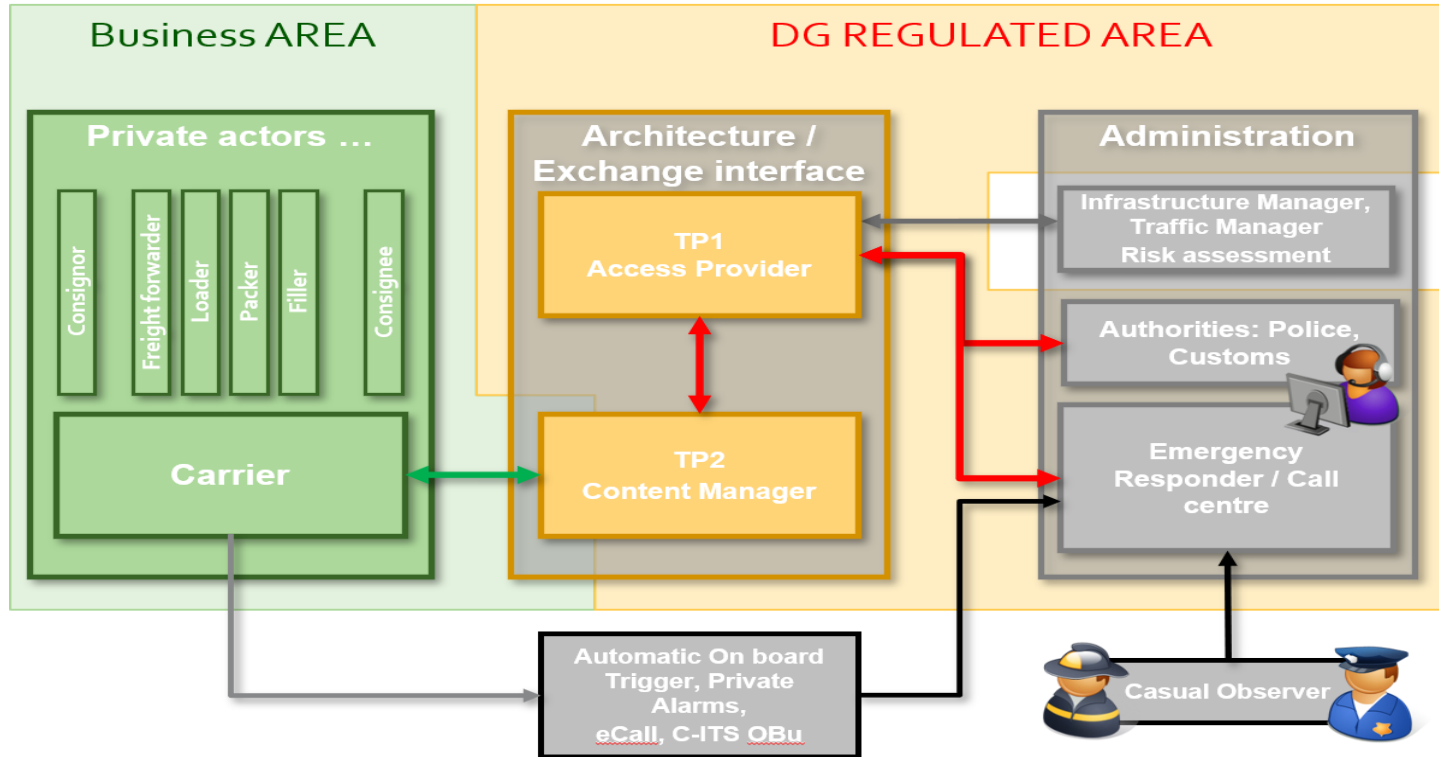 Business AREA
DG REGULATED AREA
Private actors …
Consignor
Freight forwarder
Loader
Packer
Filler
Consignee
Carrier
Architecture /
Exchange interface
TP1
Access Provider
TP2
Content Manager
Administration
Infrastructure Manager,
Traffic Manager
Risk assessment
Authorities: Police,
Customs
Emergency
Responder / Call
centre
Automatic On board
Trigger, Private
Alarms,
eCall, C-ITS OBu
Casual Observer